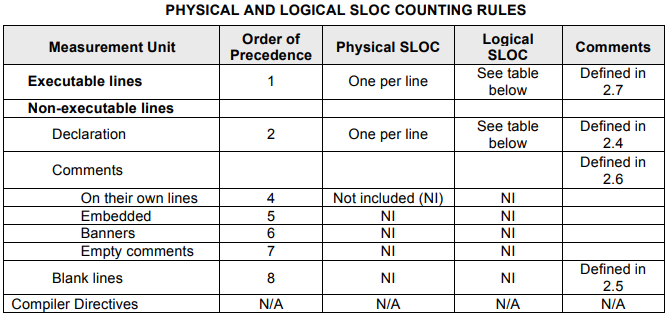 PHYSICAL AND LOGICAL SLOC COUNTING RULES
Measurement Unit Order of Precedence Physical SLOC Logical SLOC Comments
Executable lines 1 One per line See table below Defined in 2.7
Non-executable lines
Declaration 2 One per line See table below Defined in 2.4
Comments Defined in 2.6
On their own lines 4 Not included (NI) NI
Embedded 5 NI NI
Banners 6 NI NI
Empty comments 7 NI NI
Blank lines 8 NI NI Defined in 2.5
Compiler Directives N/A N/A N/A N/A